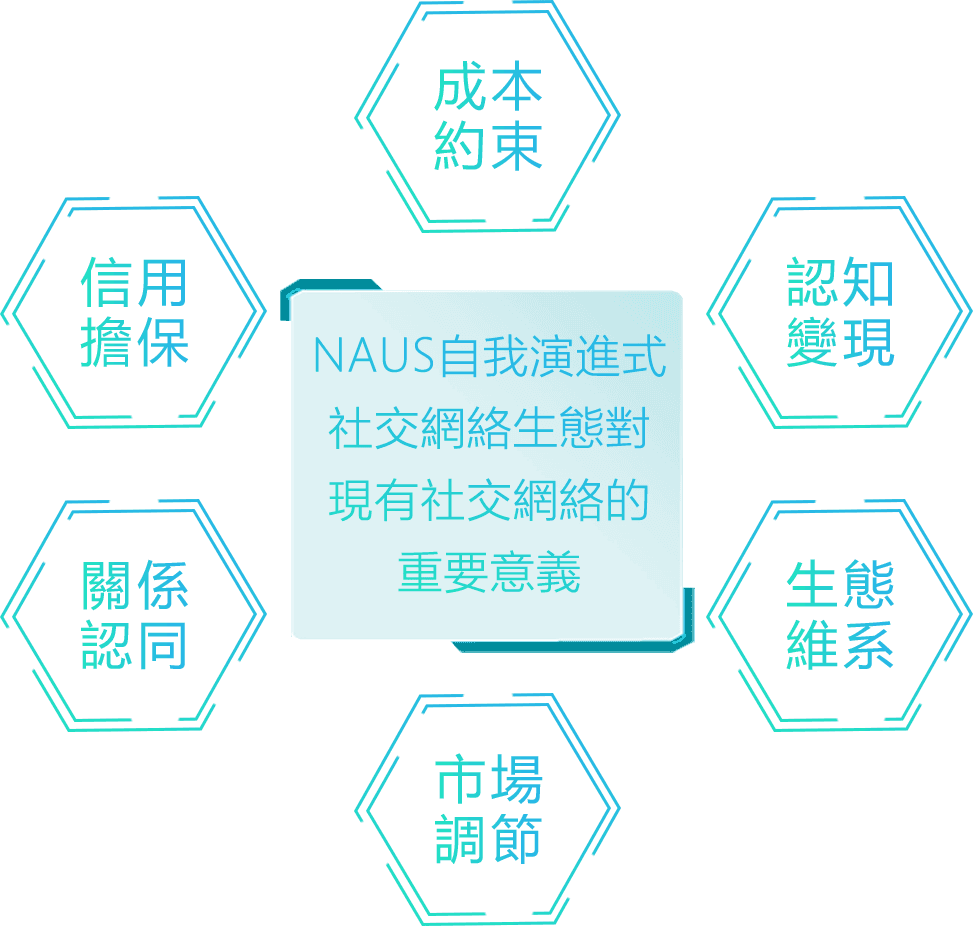 成本
約束
信用
擔保
認知
變現
NAUS自我演進式
社交網絡生態對
現有社交網絡的
重要意義
關係
認同
生態
維系
市場
調節